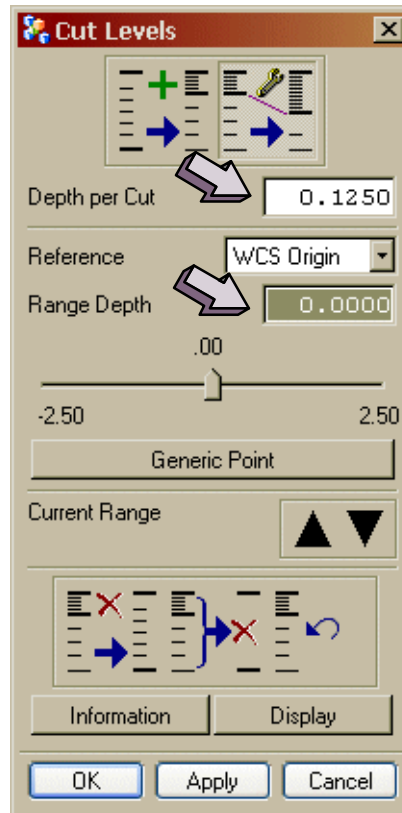 Cut Levels
Depth per Cut 0.1250
Reference WCS Origin
Range Depth 0.0000
.00
-2.50 2.50
Generic Point
Current Range
Information Display
OK Apply Cancel